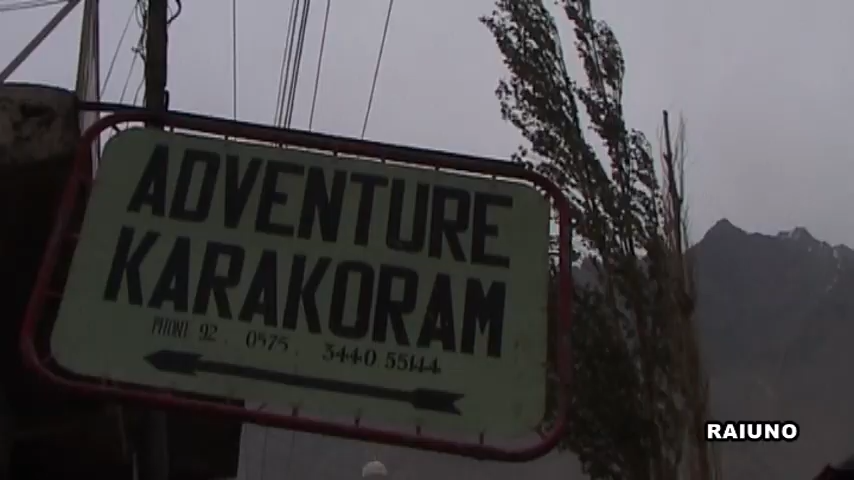 ADVENTURE
KARAKORAM
PHONE 92. 0575. 3440 55144
RAIUNO